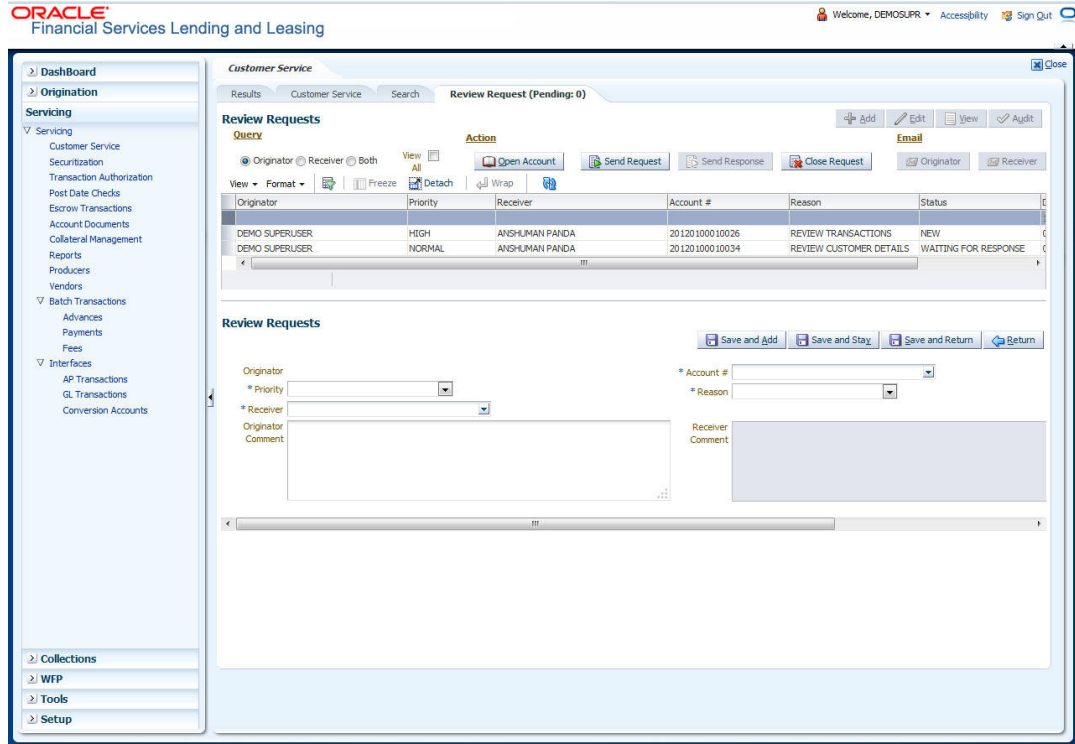 ORACLE
Financial Services Lending and Leasing
Welcome, DEMOSUPR Accessibility Sign Out
Close
DashBoard
Origination
Servicing
Servicing
Customer Service
Securitization
Transaction Authorization
Post Date Checks
Escrow Transactions
Account Documents
Collateral Management
Reports
Producers
Vendors
Batch Transactions
Advances
Payments
Fees
Interfaces
AP Transactions
GL Transactions
Conversion Accounts
Collections
WFP
Tools
Setup
Customer Service
Results Customer Service Search Review Request (Pending: 0)
Review Requests
Add Edit View Audit
Query Action Email
Originator Receiver Both View All Open Account Send Request Send Response Close Request Originator Receiver
View Format Freeze Detach Wrap
Originator Priority Receiver Account # Reason Status
DEMO SUPERUSER HIGH ANSHUMAN PANDA 20120100010026 REVIEW TRANSACTIONS NEW
DEMO SUPERUSER NORMAL ANSHUMAN PANDA 20120100010034 REVIEW CUSTOMER DETAILS WAITING FOR RESPONSE
Review Requests
Save and Add Save and Stay Save and Return Return
Originator * Account #
* Priority * Reason
* Receiver
Originator Comment Receiver Comment